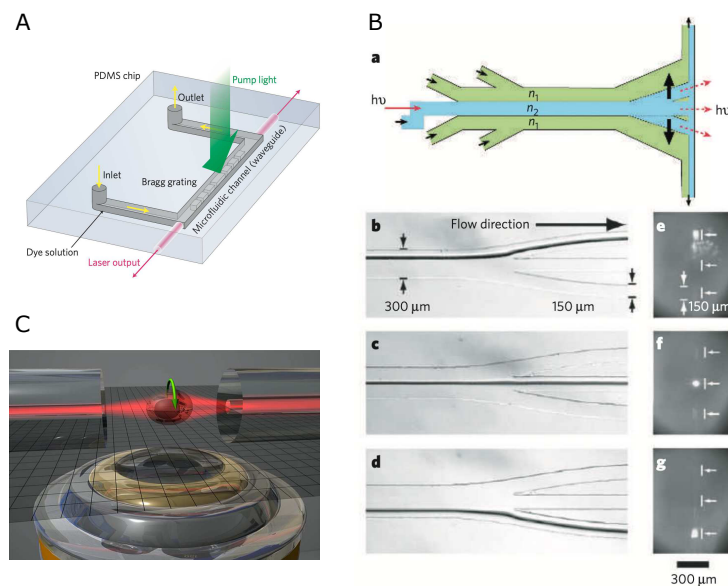 A
PDMS chip
Pump light
Outlet
Bragg grating
Microfluidic channel (waveguide)
Inlet
Dye solution
Laser output
B
a
n1
hυ
n2
hυ
n1
b
Flow direction
300 µm
150 µm
e
150 µm
c
f
d
g
300 µm
C